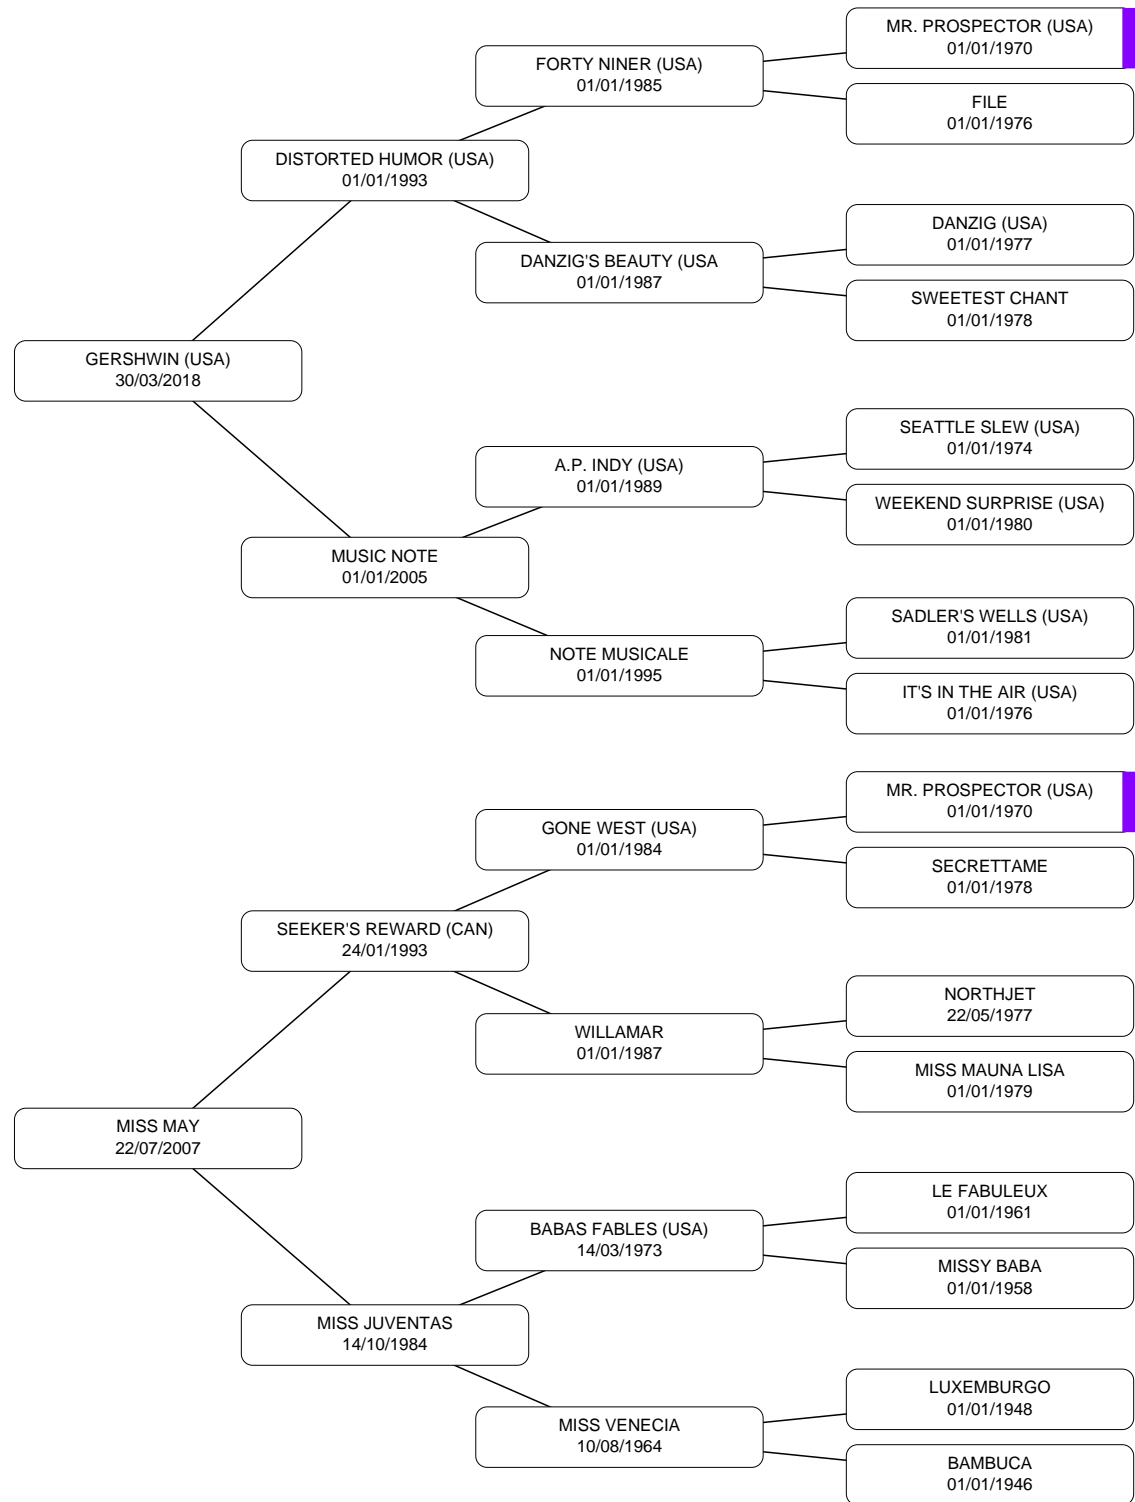 MR. PROSPECTOR (USA)
01/01/1970
FORTY NINER (USA)
01/01/1985
FILE
01/01/1976
DISTORTED HUMOR (USA)
01/01/1993
DANZIG (USA)
01/01/1977
DANZIG'S BEAUTY (USA
01/01/1987
SWEETEST CHANT
01/01/1978
GERSHWIN (USA)
30/03/2018
SEATTLE SLEW (USA)
01/01/1974
A.P. INDY (USA)
01/01/1989
WEEKEND SURPRISE (USA)
01/01/1980
MUSIC NOTE
01/01/2005
SADLER'S WELLS (USA)
01/01/1981
NOTE MUSICALE
01/01/1995
IT'S IN THE AIR (USA)
01/01/1976
MR. PROSPECTOR (USA)
01/01/1970
GONE WEST (USA)
01/01/1984
SECRETTAME
01/01/1978
SEEKER'S REWARD (CAN)
24/01/1993
NORTHJET
22/05/1977
WILLAMAR
01/01/1987
MISS MAUNA LISA
01/01/1979
MISS MAY
22/07/2007
LE FABULEUX
01/01/1961
BABAS FABLES (USA)
14/03/1973
MISSY BABA
01/01/1958
MISS JUVENTAS
14/10/1984
LUXEMBURGO
01/01/1948
MISS VENECIA
10/08/1964
BAMBUCA
01/01/1946